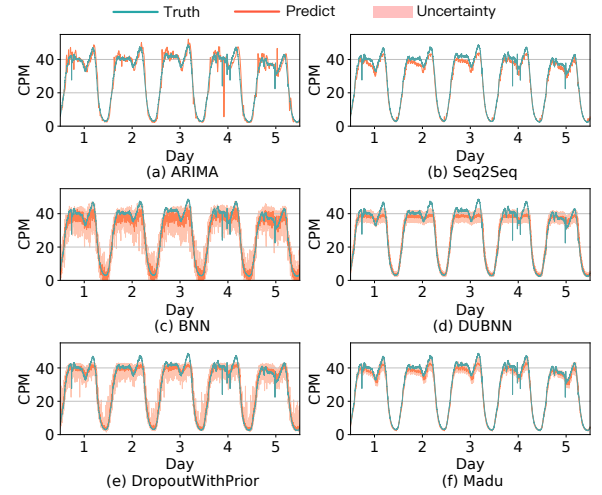 Truth Predict Uncertainty
CPM 40 20 0
1 2 3 4 5
Day
(a) ARIMA
CPM 40 20 0
1 2 3 4 5
Day
(b) Seq2Seq
CPM 40 20 0
1 2 3 4 5
Day
(c) BNN
CPM 40 20 0
1 2 3 4 5
Day
(d) DUBNN
CPM 40 20 0
1 2 3 4 5
Day
(e) DropoutWithPrior
CPM 40 20 0
1 2 3 4 5
Day
(f) Madu